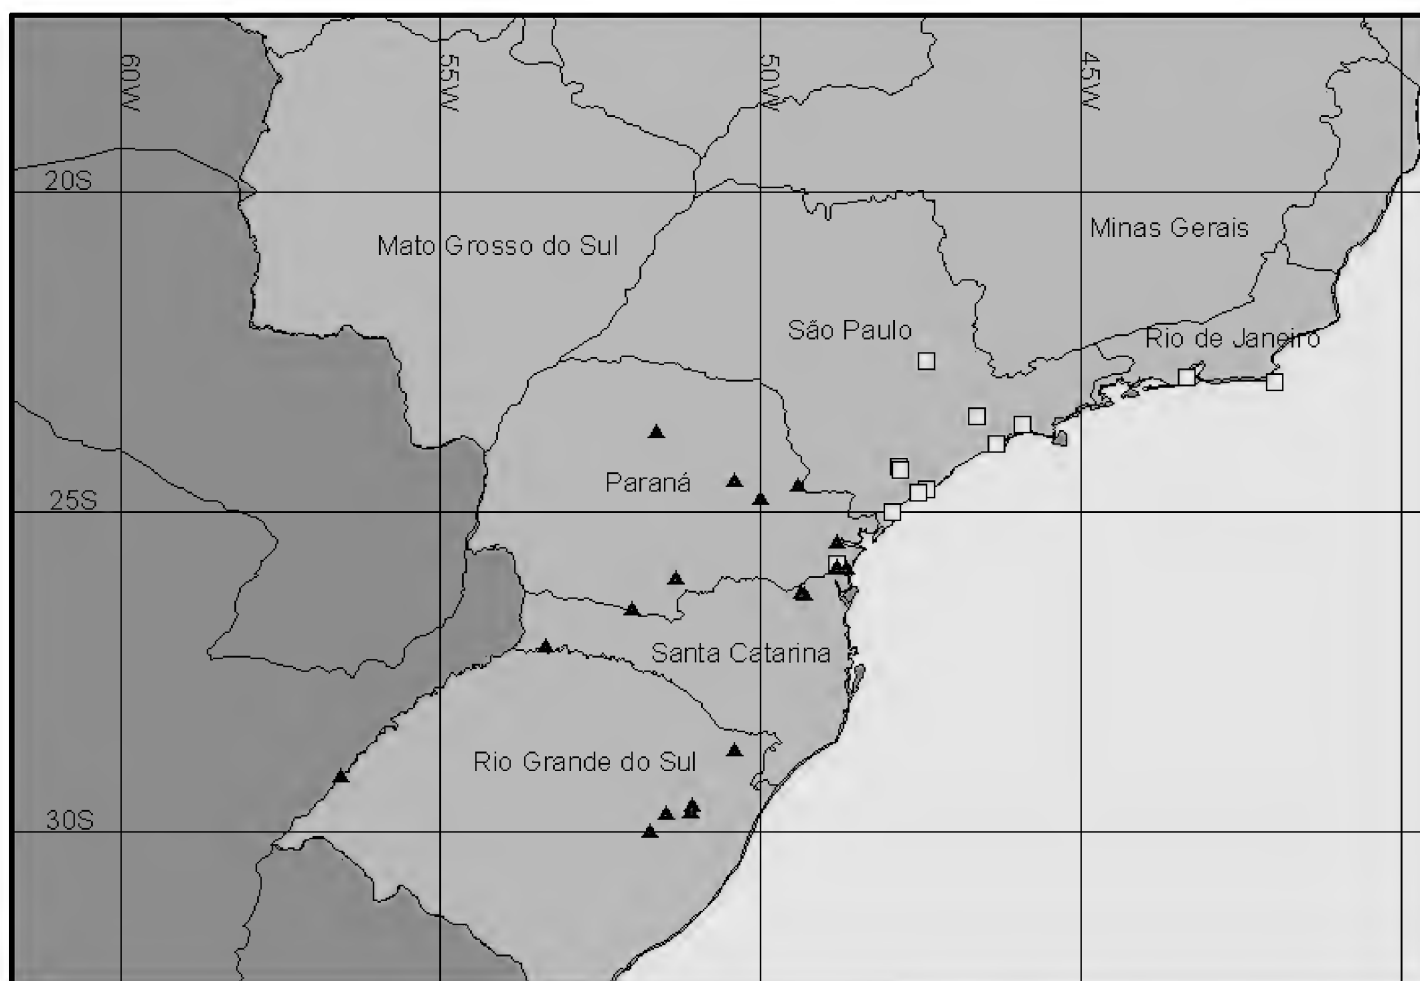 60W
55W
50W
45W
20S
Minas Gerais
Mato Grosso do Sul
São Paulo
Rio de Janeiro
Paraná
25S
Santa Catarina
Rio Grande do Sul
30S